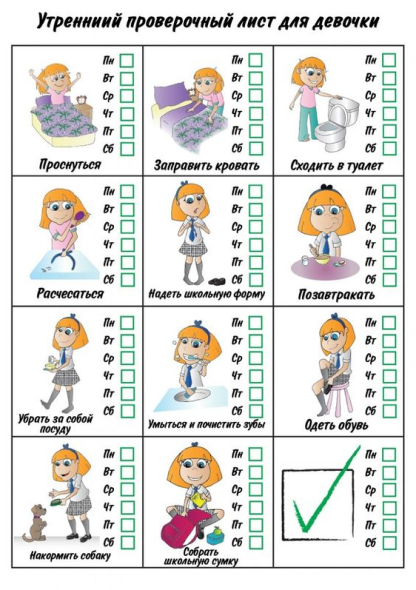 Утренний проверочный лист для девочки
Пн
Вт
Ср
Чт
Пт
Сб
Проснуться
Пн
Вт
Ср
Чт
Пт
Сб
Заправить кровать
Пн
Вт
Ср
Чт
Пт
Сб
Сходить в туалет
Пн
Вт
Ср
Чт
Пт
Сб
Расчесаться
Пн
Вт
Ср
Чт
Пт
Сб
Надеть школьную форму
Пн
Вт
Ср
Чт
Пт
Сб
Позавтракать
Пн
Вт
Ср
Чт
Пт
Сб
Убрать за собой
посуду
Пн
Вт
Ср
Чт
Пт
Сб
Умыться и почистить зубы
Пн
Вт
Ср
Чт
Пт
Сб
Одеть обувь
Пн
Вт
Ср
Чт
Пт
Сб
Накормить собаку
Пн
Вт
Ср
Чт
Пт
Сб
Собрать
школьную сумку
Пн
Вт
Ср
Чт
Пт
Сб